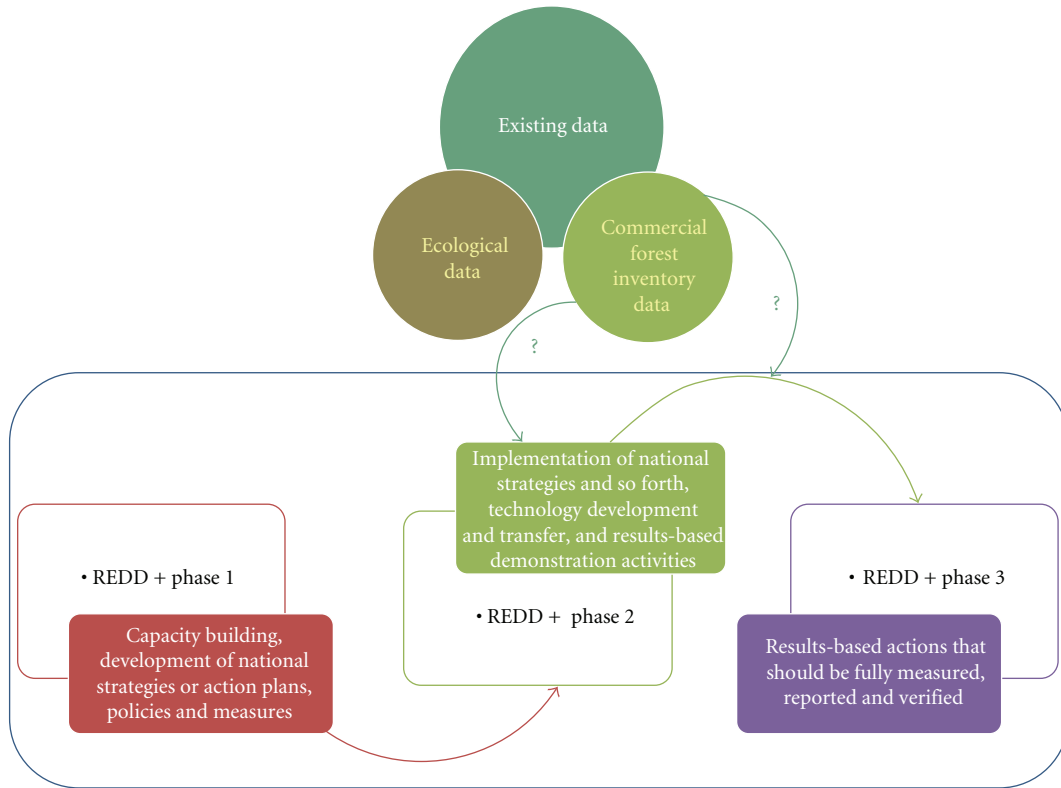 Existing data
Ecological
data
Commercial
forest
inventory
data
?
?
Implementation of national
strategies and so forth,
technology development
and transfer, and results-based
demonstration activities
• REDD + phase 1
• REDD + phase 2
• REDD + phase 3
Capacity building,
development of national
strategies or action plans,
policies and measures
Results-based actions that
should be fully measured,
reported and verified